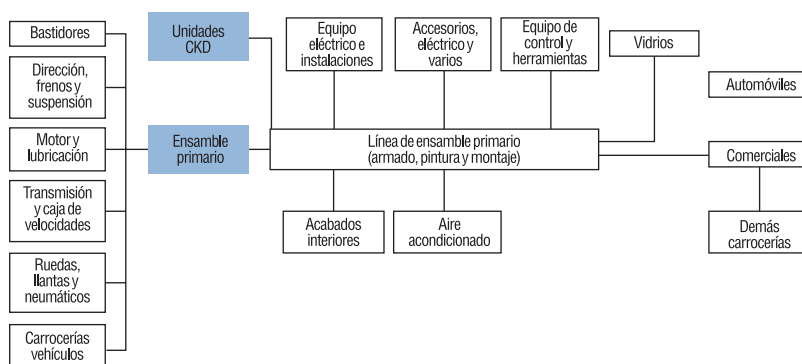 Bastidores
Dirección,
frenos y
suspensión
Motor y
lubricación
Transmisión
y caja de
velocidades
Ruedas,
llantas y
neumáticos
Carrocerías
vehículos
Unidades
CKD
Ensamble
primario
Equipo
eléctrico e
instalaciones
Accesorios,
eléctrico y
varios
Equipo de
control y
herramientas
Vidrios
Línea de ensamble primario
(armado, pintura y montaje)
Acabados
interiores
Aire
acondicionado
Automóviles
Comerciales
Demás
carrocerías